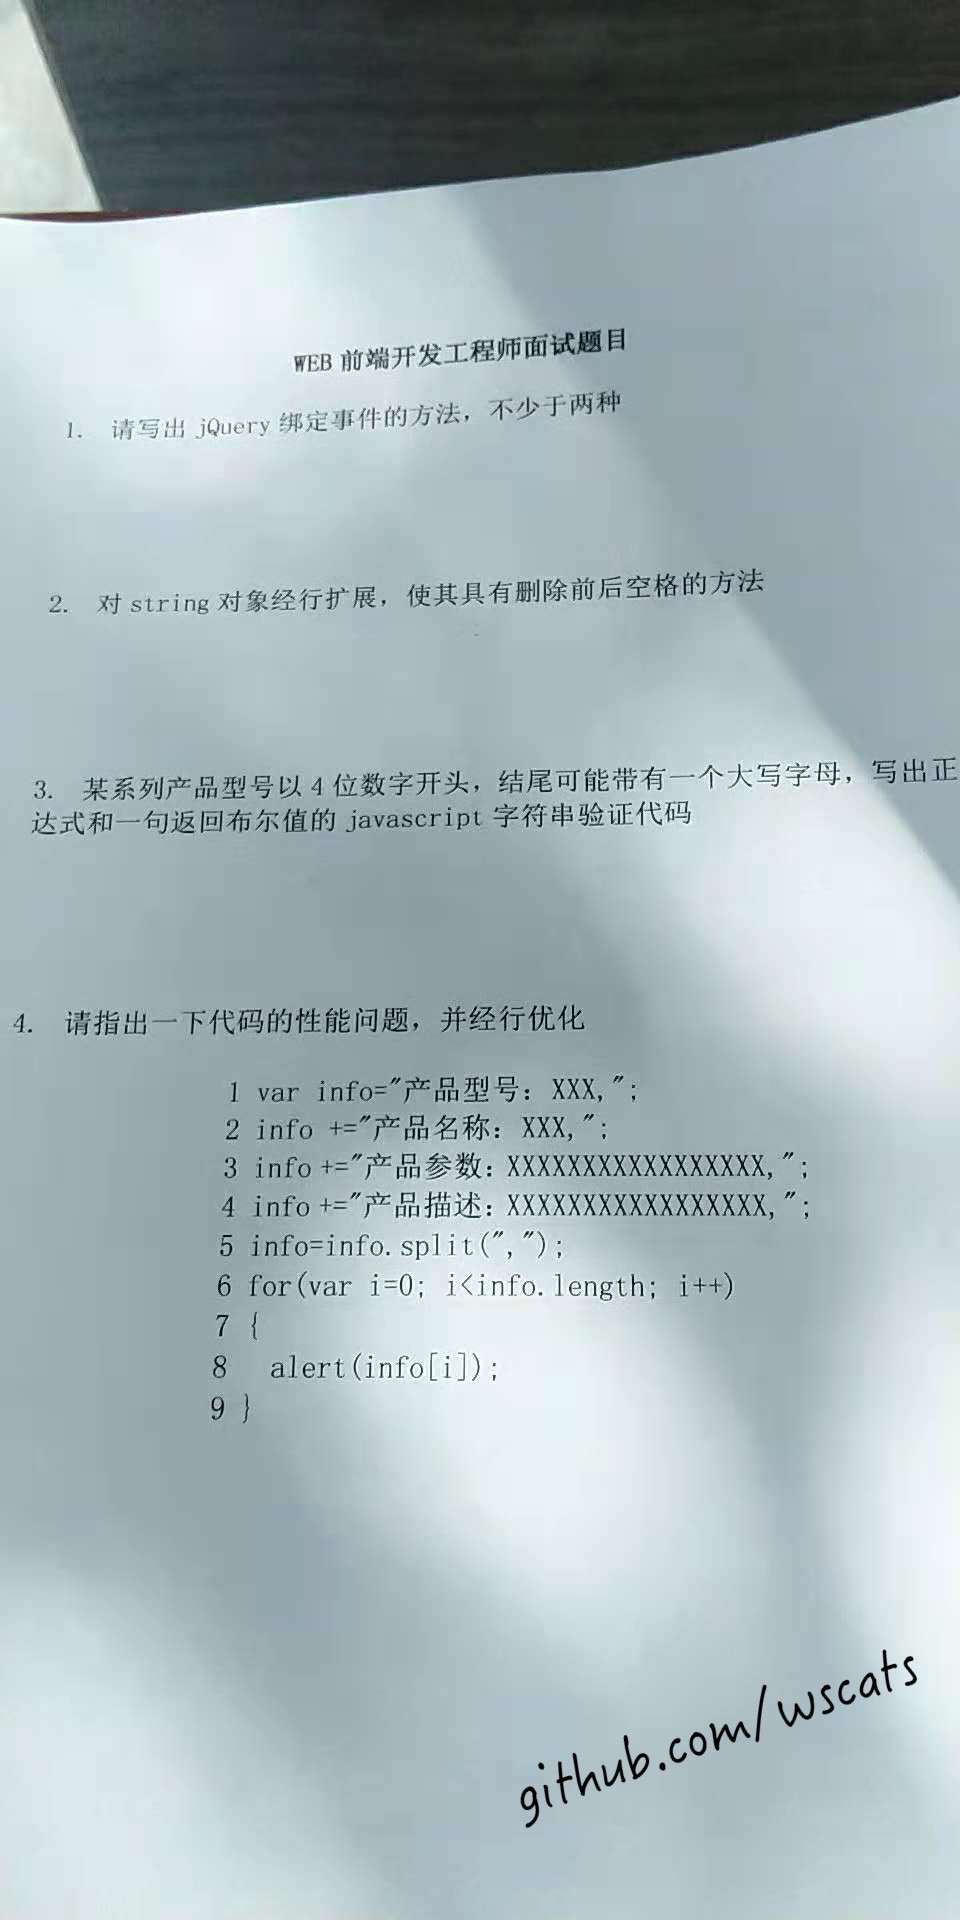 WEB 前端开发工程师面试题目
1. 请写出 jQuery 绑定事件的方法，不少于两种
2. 对 string 对象经行扩展，使其具有删除前后空格的方法
3. 某系列产品型号以 4 位数字开头，结尾可能带有一个大写字母，写出正
达式和一句返回布尔值的 javascript 字符串验证代码
4. 请指出一下代码的性能问题，并经行优化
1 var info="产品型号：XXX,";
2 info +="产品名称：XXX,";
3 info +="产品参数：XXXXXXXXXXXXXXXXX,";
4 info +="产品描述：XXXXXXXXXXXXXXXXX,";
5 info=info.split(",");
6 for(var i=0; i<info.length; i++)
7 {
8 alert(info[i]);
9 }
github.com/wscats